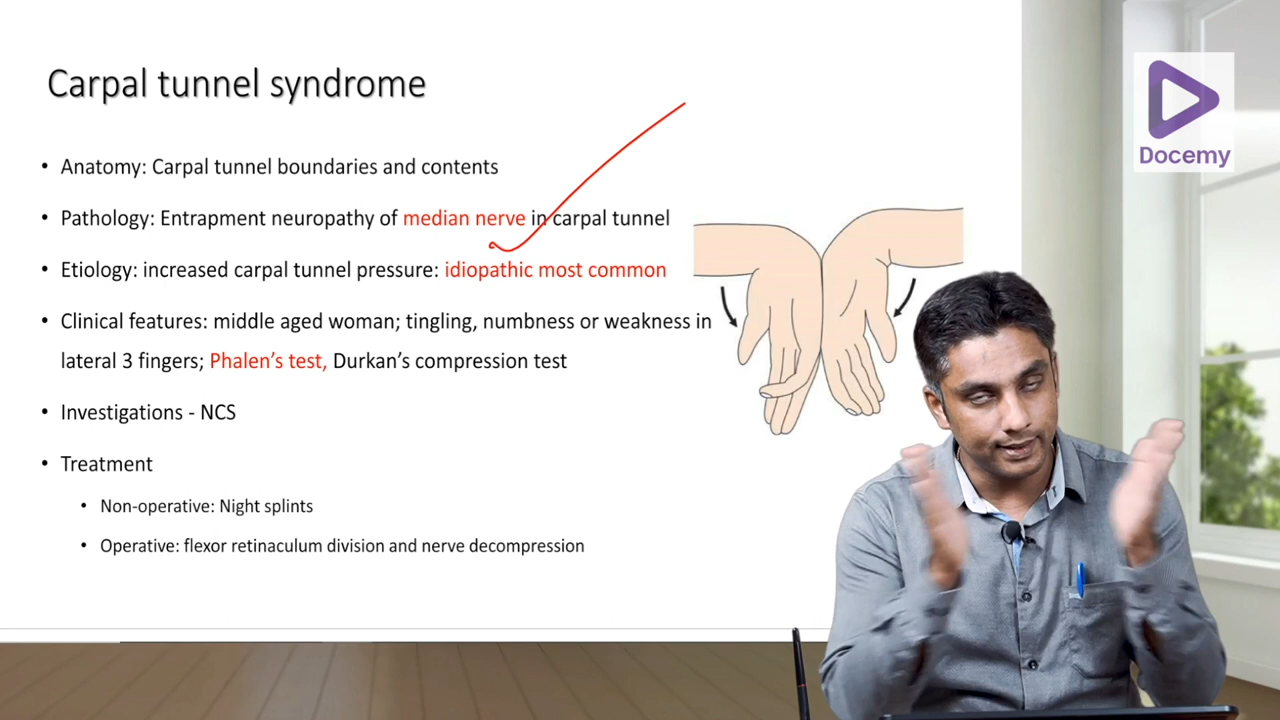 Carpal tunnel syndrome
• Anatomy: Carpal tunnel boundaries and contents
• Pathology: Entrapment neuropathy of median nerve in carpal tunnel
• Etiology: increased carpal tunnel pressure: idiopathic most common
• Clinical features: middle aged woman; tingling, numbness or weakness in
lateral 3 fingers; Phalen’s test, Durkan’s compression test
• Investigations - NCS
• Treatment
• Non-operative: Night splints
• Operative: flexor retinaculum division and nerve decompression
Docemy